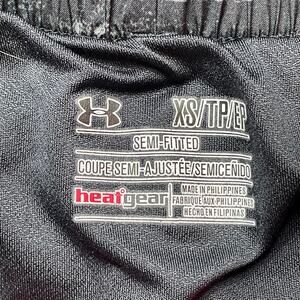 XS/TP/EP
SEMI-FITTED
COUPE SEMI-AJUSTÉE/SEMICEÑIDO
heatgear
MADE IN PHILIPPINES
FABRIQUÉ AUX PHILIPPINES
HECHO EN FILIPINAS